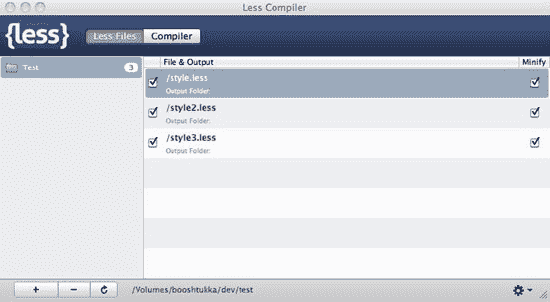 Less Compiler
{less}
Less Files
Compiler
File & Output
Minify
Test
3
/style.less
Output Folder:
/style2.less
Output Folder:
/style3.less
Output Folder:
/Volumes/booshtukka/dev/test